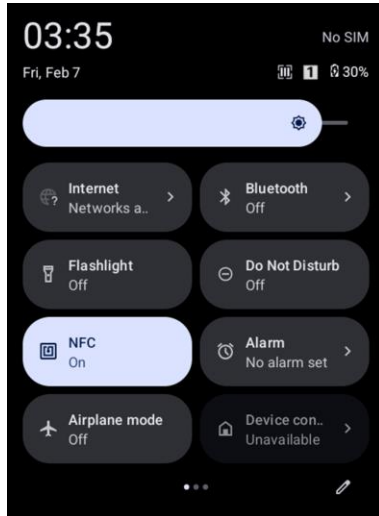 03:35
No SIM
Fri, Feb 7
1
30%
Internet
Networks a..
Bluetooth
Off
Flashlight
Off
Do Not Disturb
Off
NFC
On
Alarm
No alarm set
Airplane mode
Off
Device con..
Unavailable